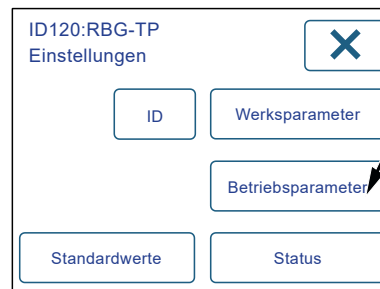 ID120:RBG-TP
Einstellungen
ID
Werksparameter
Betriebsparameter
Standardwerte
Status